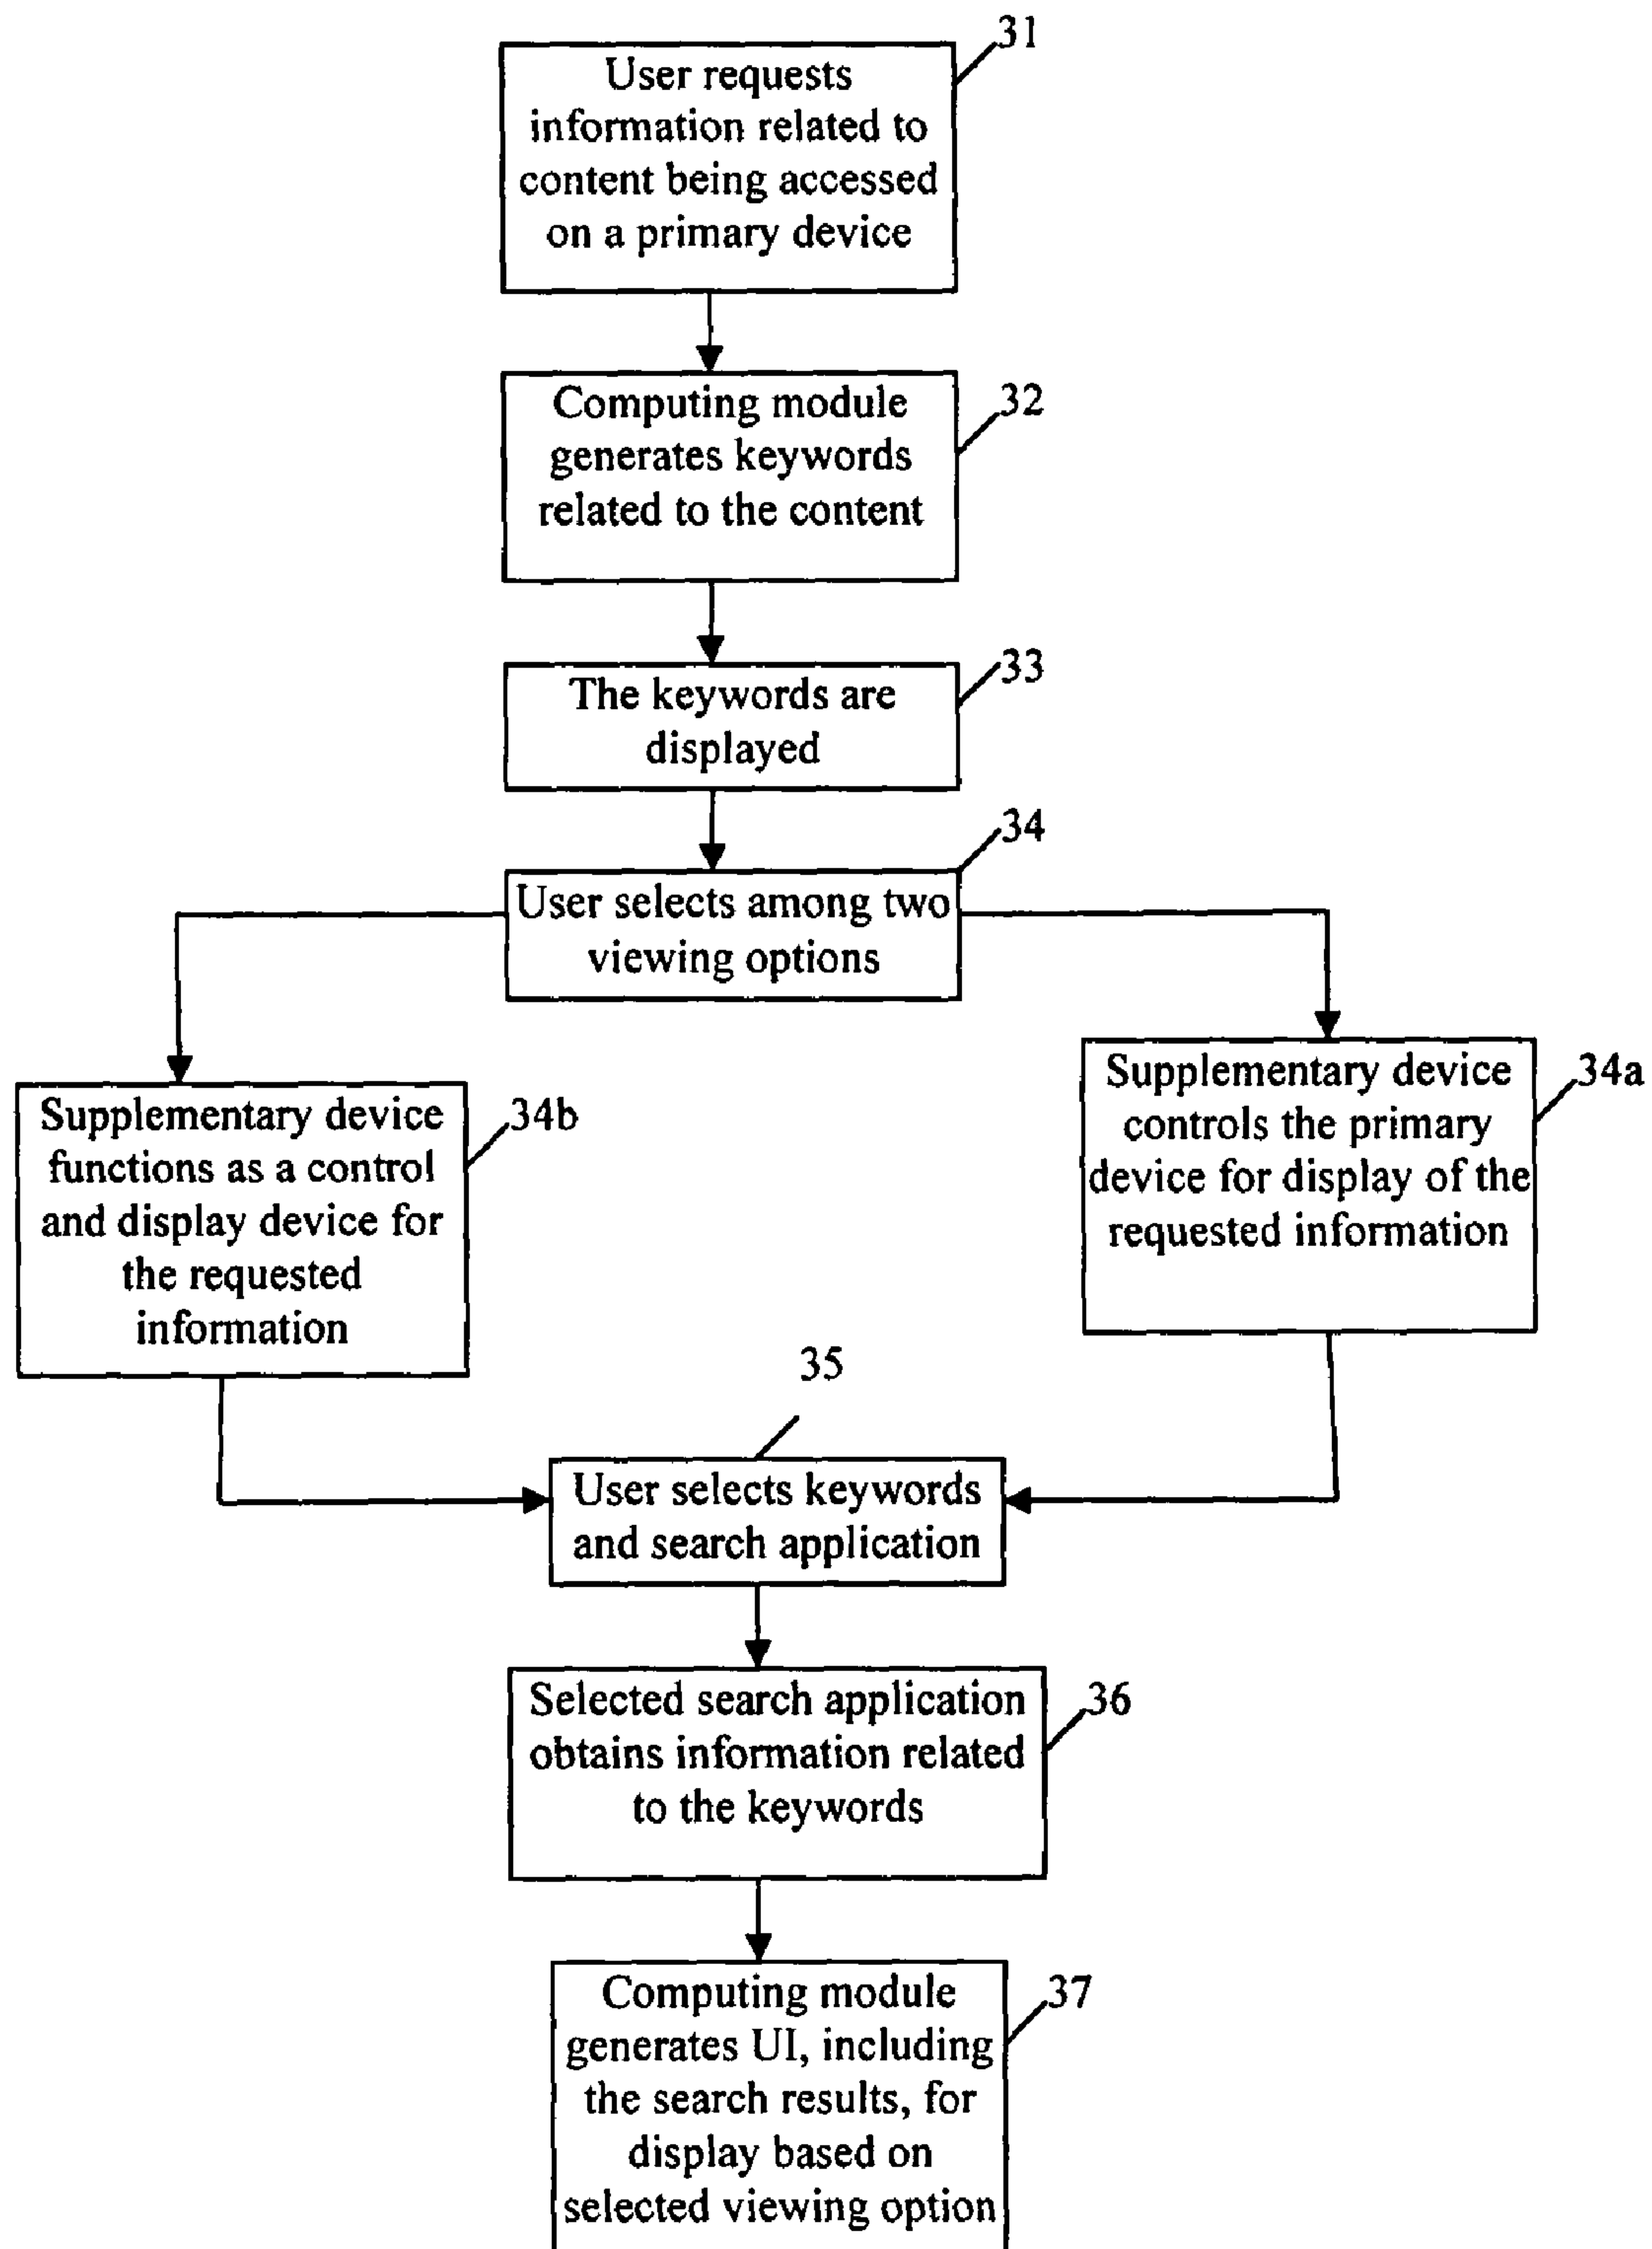 31
User requests
information related to
content being accessed
on a primary device
32
Computing module
generates keywords
related to the content
33
The keywords are
displayed
34
User selects among two
viewing options
34b
Supplementary device
functions as a control
and display device for
the requested
information
34a
Supplementary device
controls the primary
device for display of the
requested information
35
User selects keywords
and search application
36
Selected search application
obtains information related
to the keywords
37
Computing module
generates UI, including
the search results, for
display based on
selected viewing option